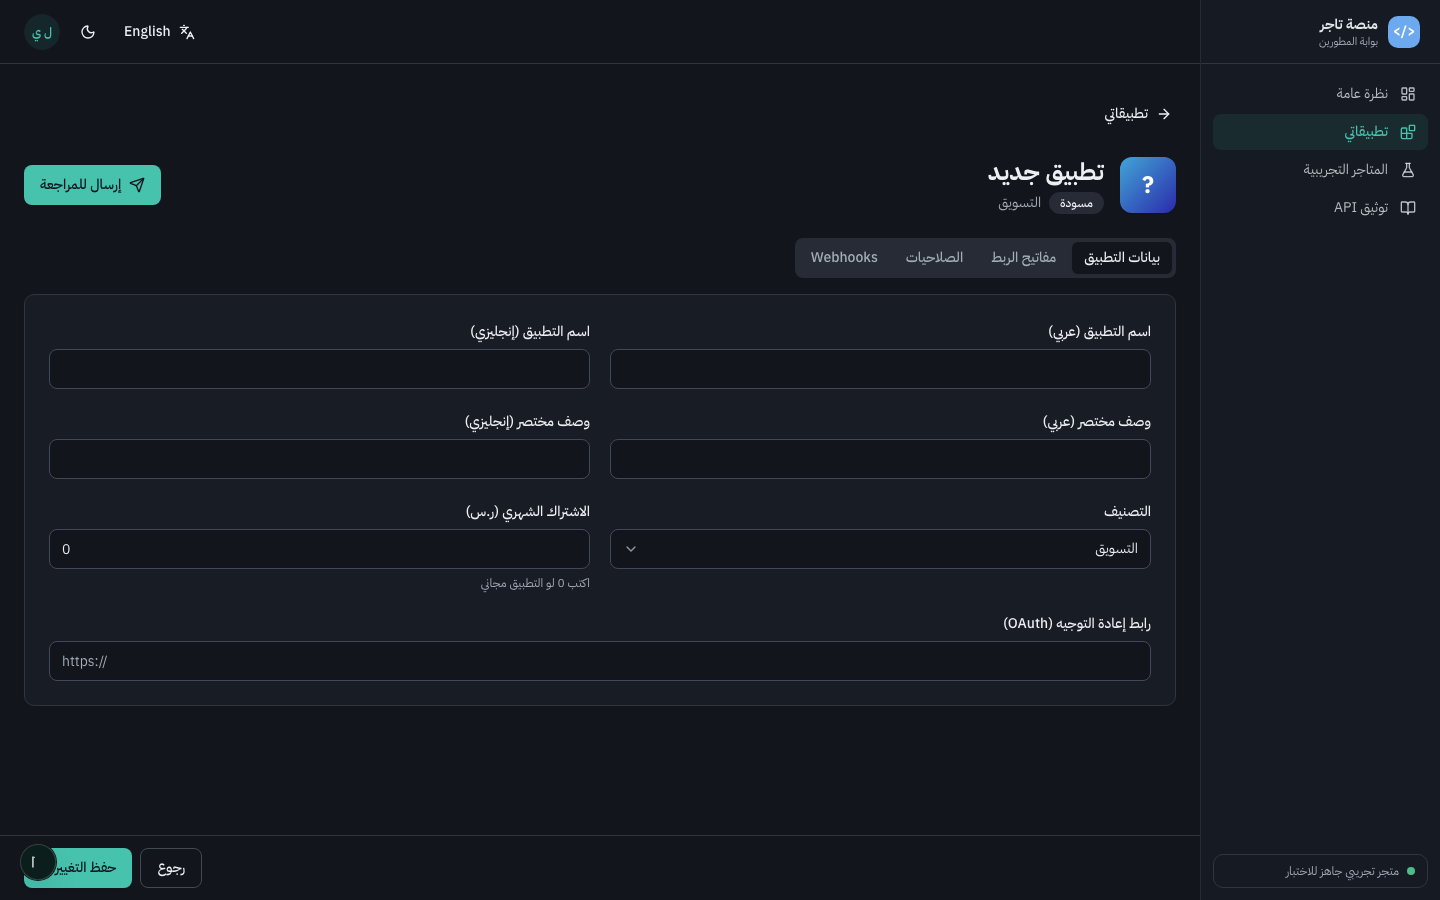 منصة تاجر
بوابة المطورين
نظرة عامة
تطبيقاتي
المتاجر التجريبية
توثيق API
متجر تجريبي جاهز للاختبار
English
ل ي
تطبيقاتي
?
تطبيق جديد
مسودة
التسويق
إرسال للمراجعة
بيانات التطبيق
مفاتيح الربط
الصلاحيات
Webhooks
اسم التطبيق (عربي)
اسم التطبيق (إنجليزي)
وصف مختصر (عربي)
وصف مختصر (إنجليزي)
التصنيف
التسويق
الاشتراك الشهري (ر.س)
0
اكتب 0 لو التطبيق مجاني
رابط إعادة التوجيه (OAuth)
https://
رجوع
حفظ